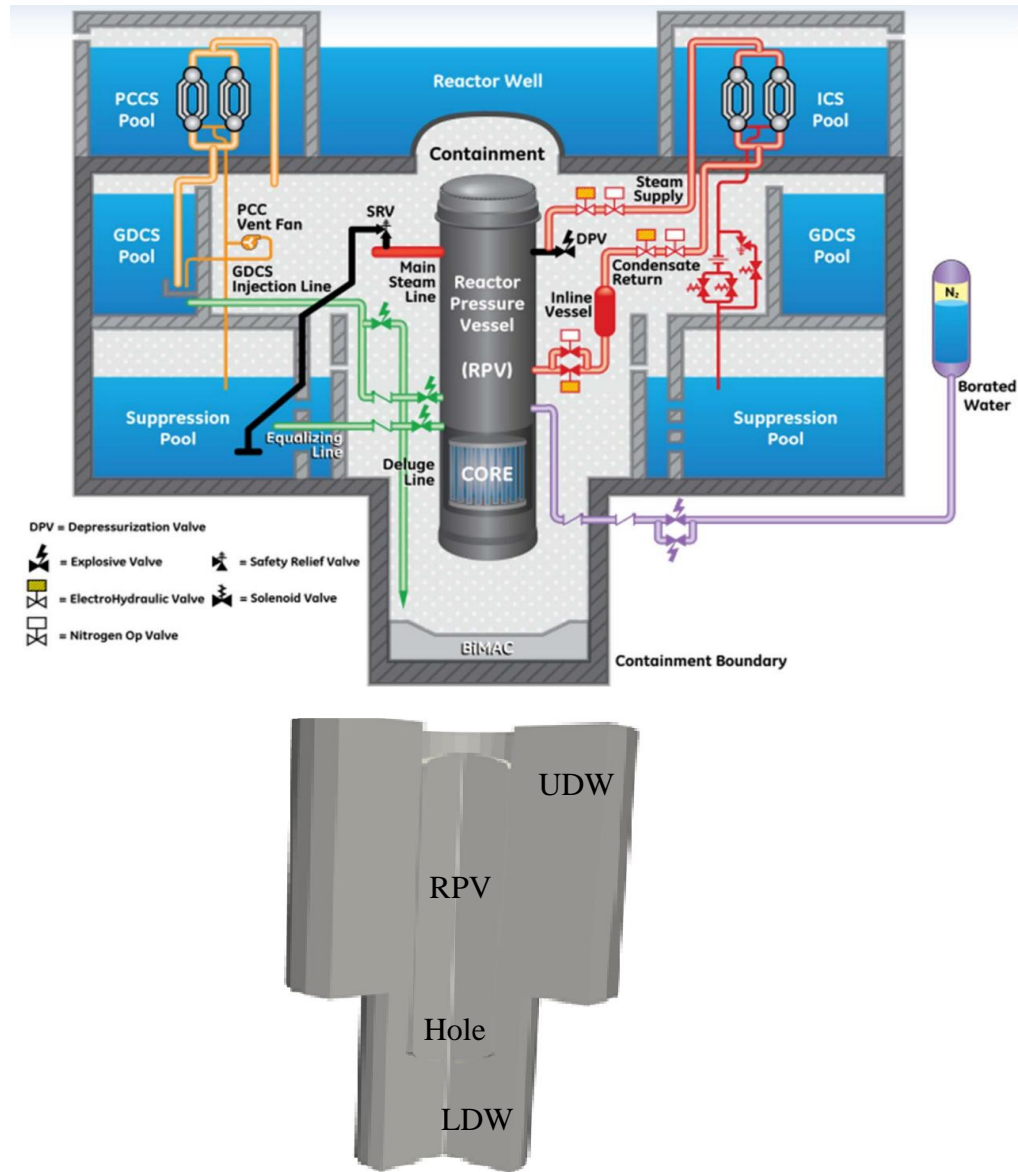 Reactor Well
PCCS
Pool
ICS
Pool
Containment
Steam
Supply
PCC
Vent Fan
SRV
DPV
GDCS
Pool
GDCS
Injection Line
Main
Steam
Line
Reactor
Pressure
Vessel
(RPV)
Condensate
Return
Inline
Vessel
GDCS
Pool
N₂
Borated
Water
Suppression
Pool
Equalizing
Line
Deluge
Line
CORE
Suppression
Pool
DPV = Depressurization Valve
= Explosive Valve
= Safety Relief Valve
= ElectroHydraulic Valve
= Solenoid Valve
= Nitrogen Op Valve
BiMAC
Containment Boundary
UDW
RPV
Hole
LDW